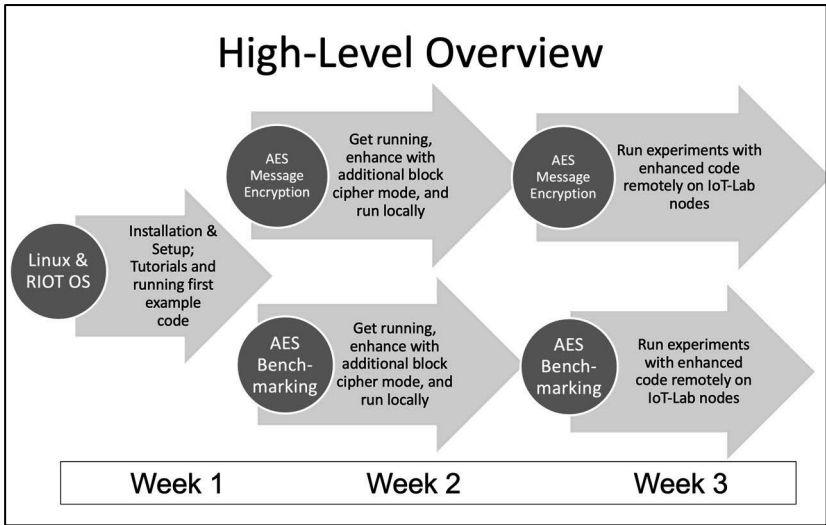 High-Level Overview
Linux &
RIOT OS
Installation &
Setup;
Tutorials and
running first
example
code
AES
Message
Encryption
Get running,
enhance with
additional block
cipher mode, and
run locally
AES
Message
Encryption
Run experiments with
enhanced code
remotely on IoT-Lab
nodes
AES
Bench-
marking
Get running,
enhance with
additional block
cipher mode, and
run locally
AES
Bench-
marking
Run experiments
with enhanced
code remotely on
IoT-Lab nodes
Week 1
Week 2
Week 3